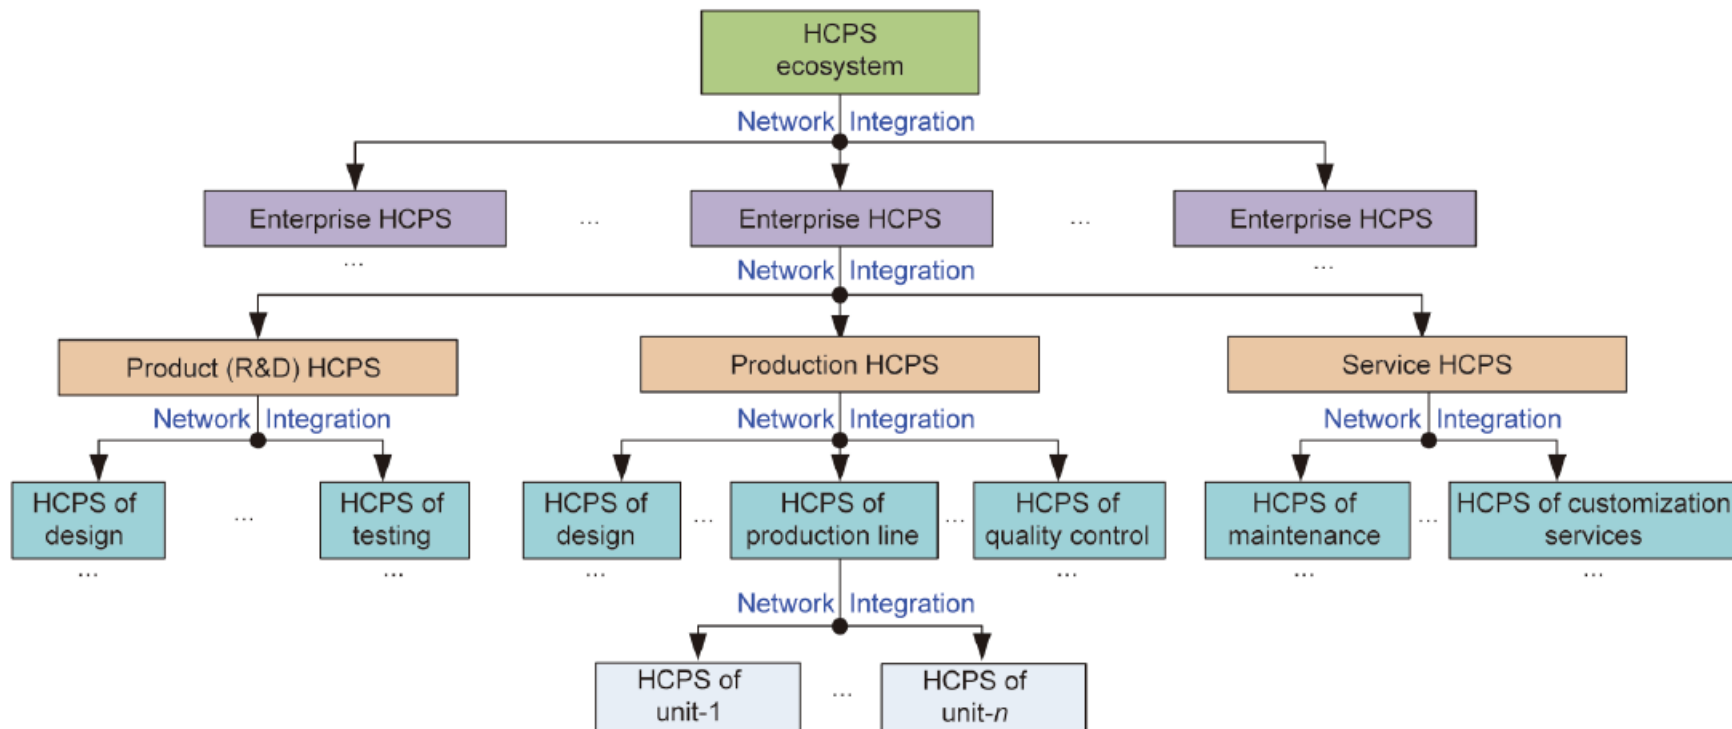 HCPS
ecosystem
Network Integration
Enterprise HCPS ... Enterprise HCPS ... Enterprise HCPS
... ...
Network Integration
Product (R&D) HCPS
Production HCPS
Service HCPS
Network Integration
Network Integration
Network Integration
HCPS of
design
...
HCPS of
testing
HCPS of
design
...
HCPS of
production line
...
HCPS of
quality control
HCPS of
maintenance
...
HCPS of customization
services
... ... ... ... ... ...
Network Integration
HCPS of
unit-1
...
HCPS of
unit-n